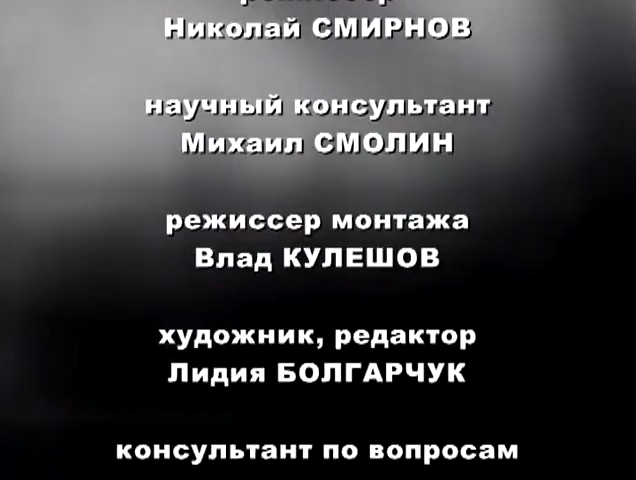 Николай СМИРНОВ
научный консультант
Михаил СМОЛИН
режиссер монтажа
Влад КУЛЕШОВ
художник, редактор
Лидия БОЛГАРЧУК
консультант по вопросам